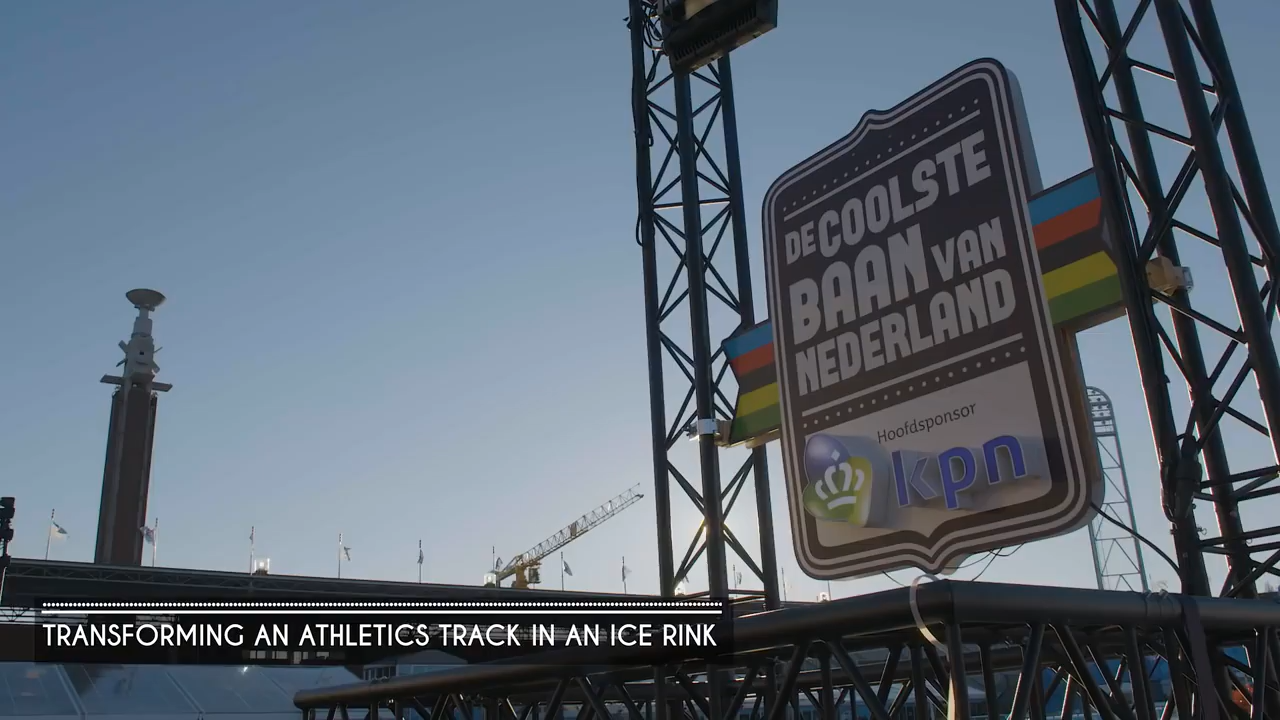 DE COOLSTE
BAAN VAN
NEDERLAND
Hoofdsponsor
kpn
TRANSFORMING AN ATHLETICS TRACK IN AN ICE RINK